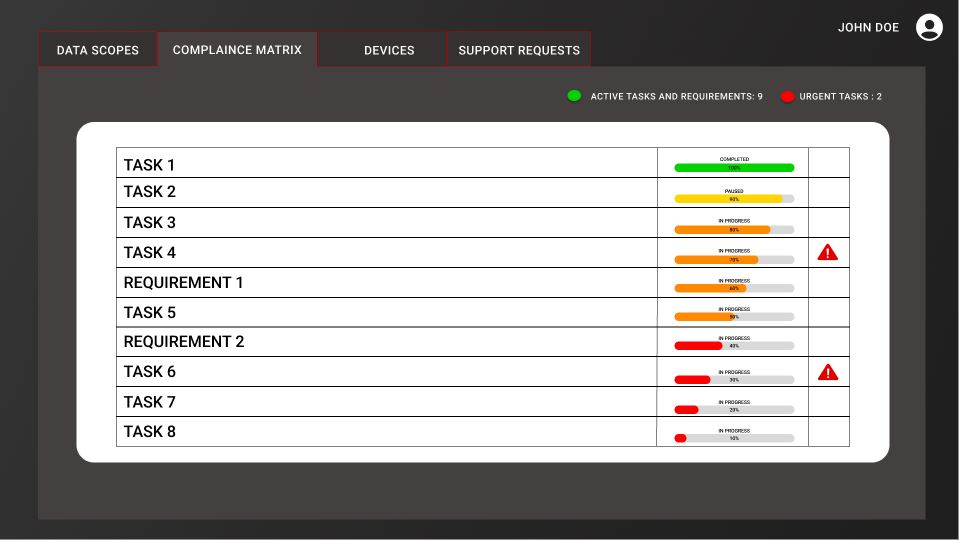 JOHN DOE
DATA SCOPES
COMPLAINCE MATRIX
DEVICES
SUPPORT REQUESTS
ACTIVE TASKS AND REQUIREMENTS: 9
URGENT TASKS : 2
TASK 1
COMPLETED
100%
TASK 2
PAUSED
90%
TASK 3
IN PROGRESS
80%
TASK 4
IN PROGRESS
70%
REQUIREMENT 1
IN PROGRESS
60%
TASK 5
IN PROGRESS
50%
REQUIREMENT 2
IN PROGRESS
40%
TASK 6
IN PROGRESS
30%
TASK 7
IN PROGRESS
20%
TASK 8
IN PROGRESS
10%